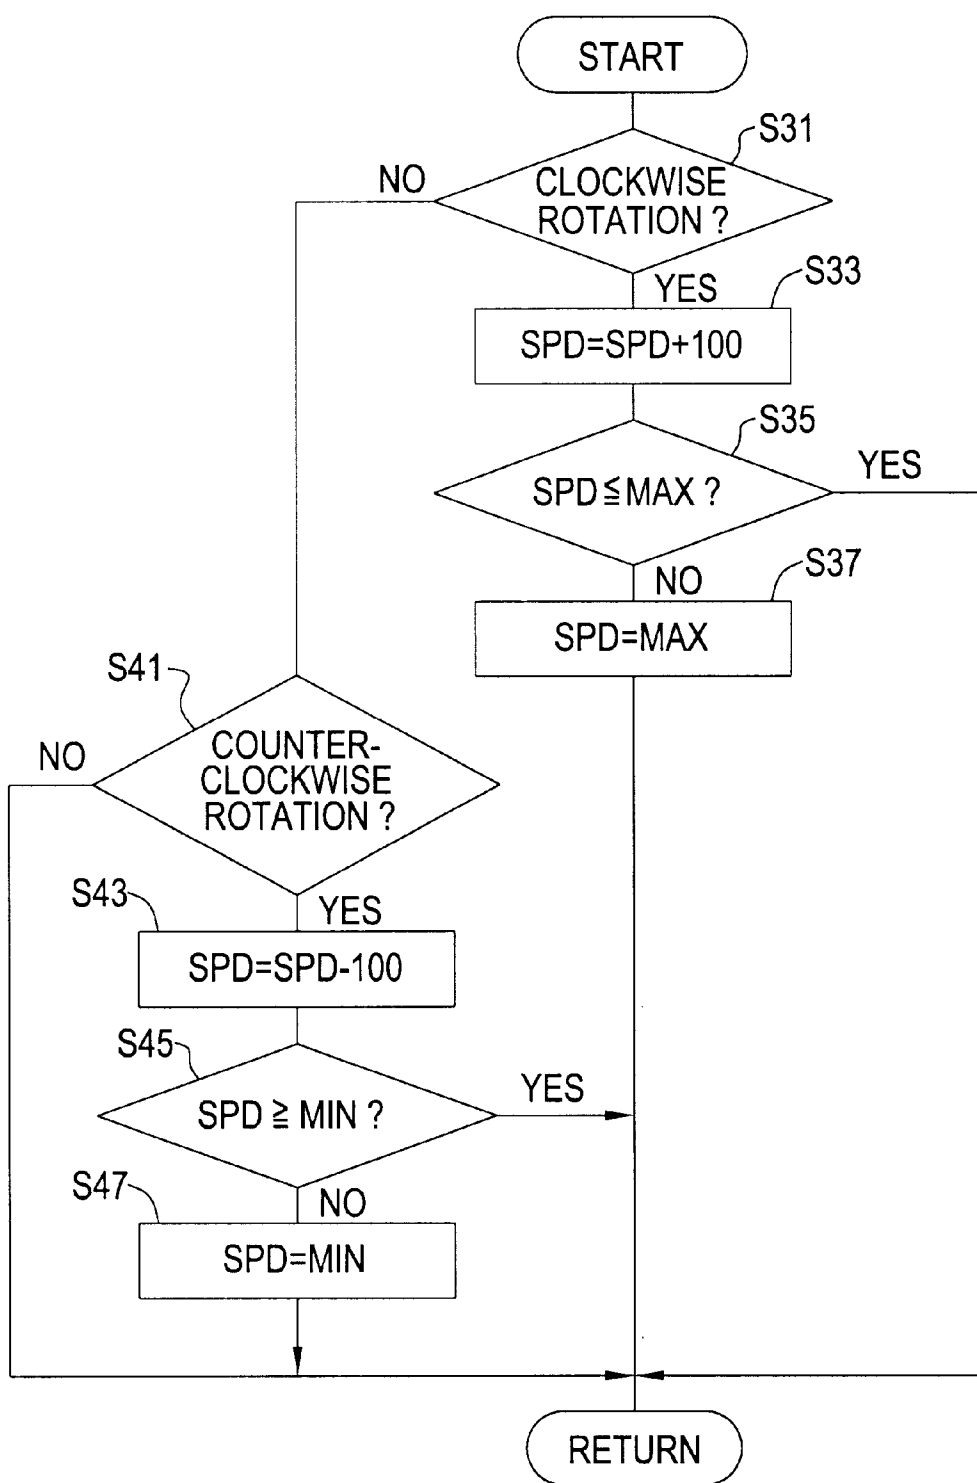 START
S31
NO
CLOCKWISE
ROTATION ?
S33
YES
SPD=SPD+100
S35
YES
SPD≦MAX ?
S37
NO
SPD=MAX
S41
NO
COUNTER-
CLOCKWISE
ROTATION ?
S43
YES
SPD=SPD-100
S45
YES
SPD ≧ MIN ?
S47
NO
SPD=MIN
RETURN